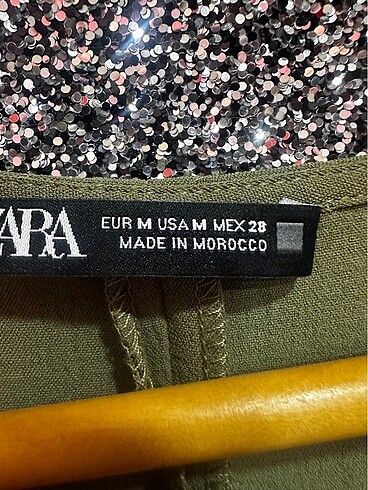 ZARA
EUR M USA M MEX 28
MADE IN MOROCCO